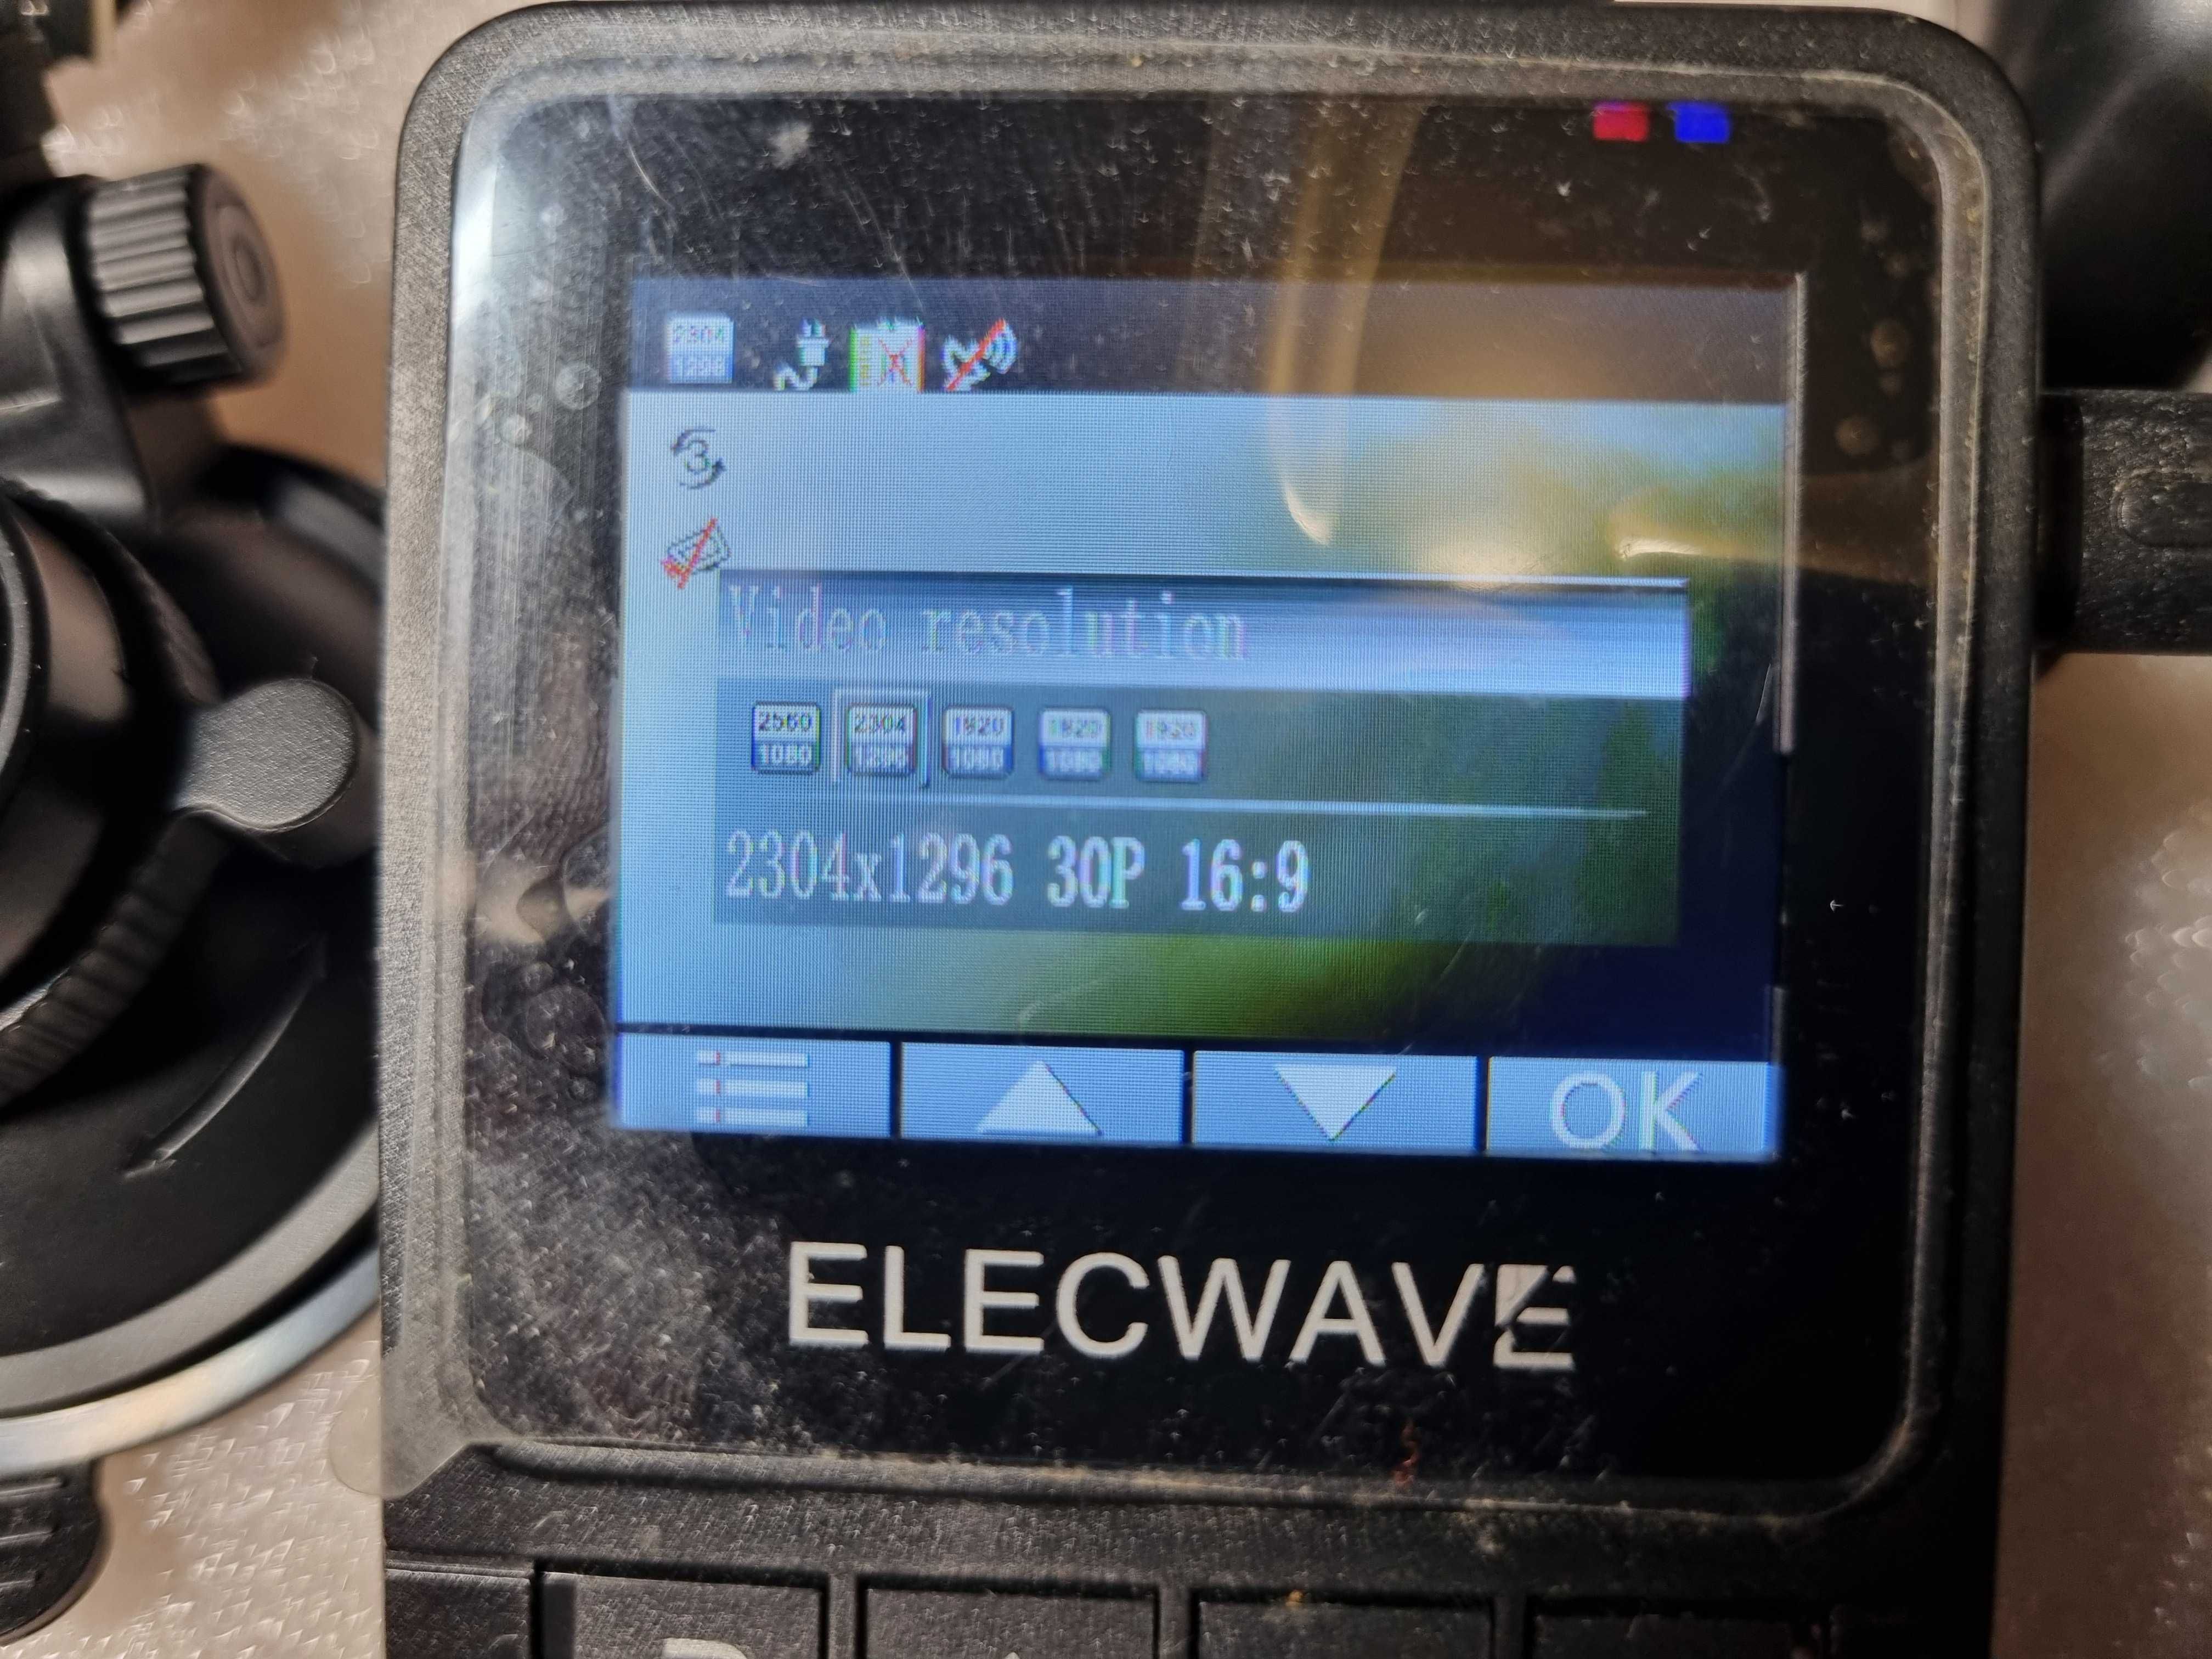 2304
1296
3
Video resolution
2560 2304 1920 1920 1920
1080 1296 1080 1080 1080
2304x1296 30P 16:9
OK
ELECWAVE